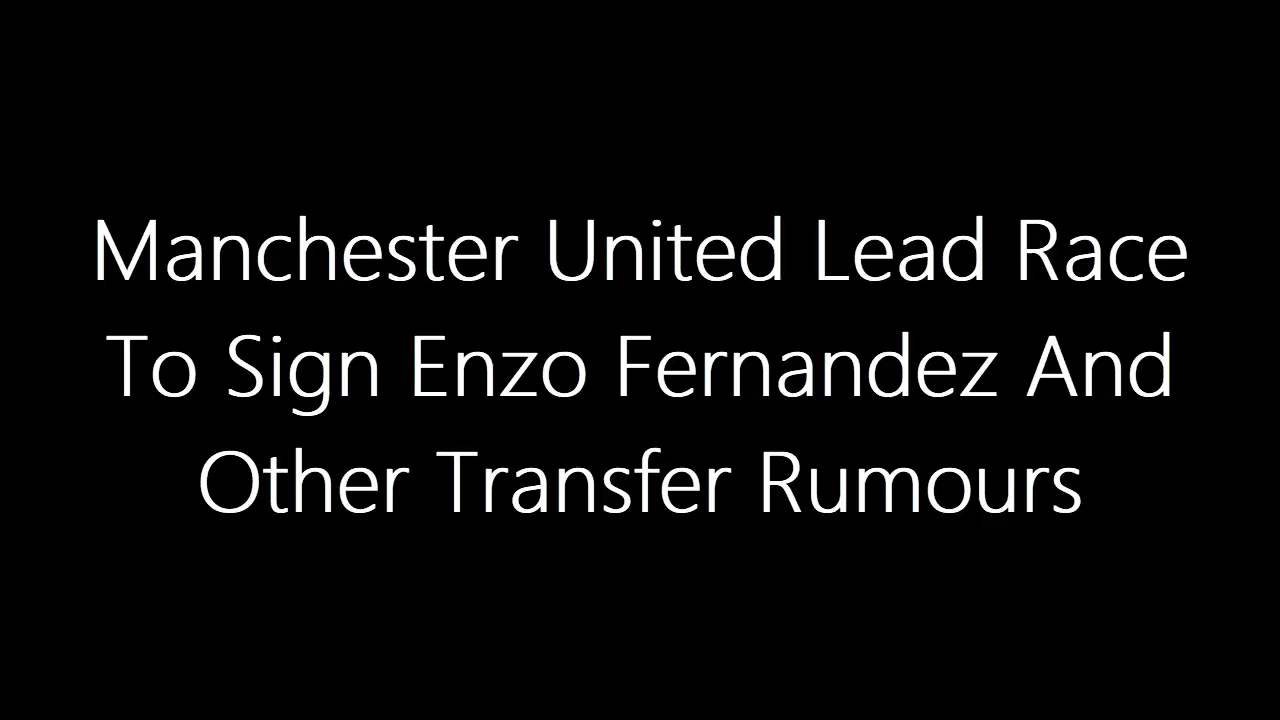 Manchester United Lead Race
To Sign Enzo Fernandez And
Other Transfer Rumours